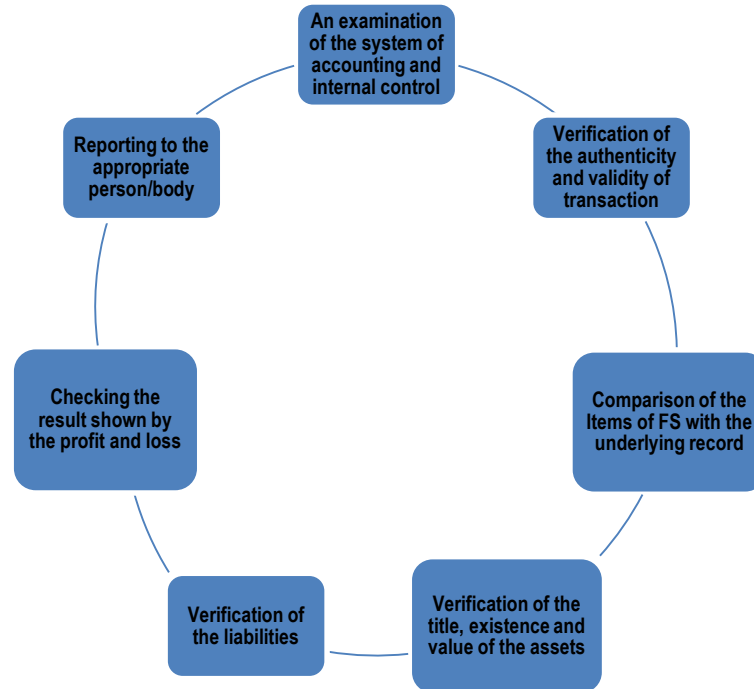 An examination
of the system of
accounting and
internal control
Verification of
the authenticity
and validity of
transaction
Comparison of the
Items of FS with the
underlying record
Verification of the
title, existence and
value of the assets
Verification of
the liabilities
Checking the
result shown by
the profit and loss
Reporting to the
appropriate
person/body